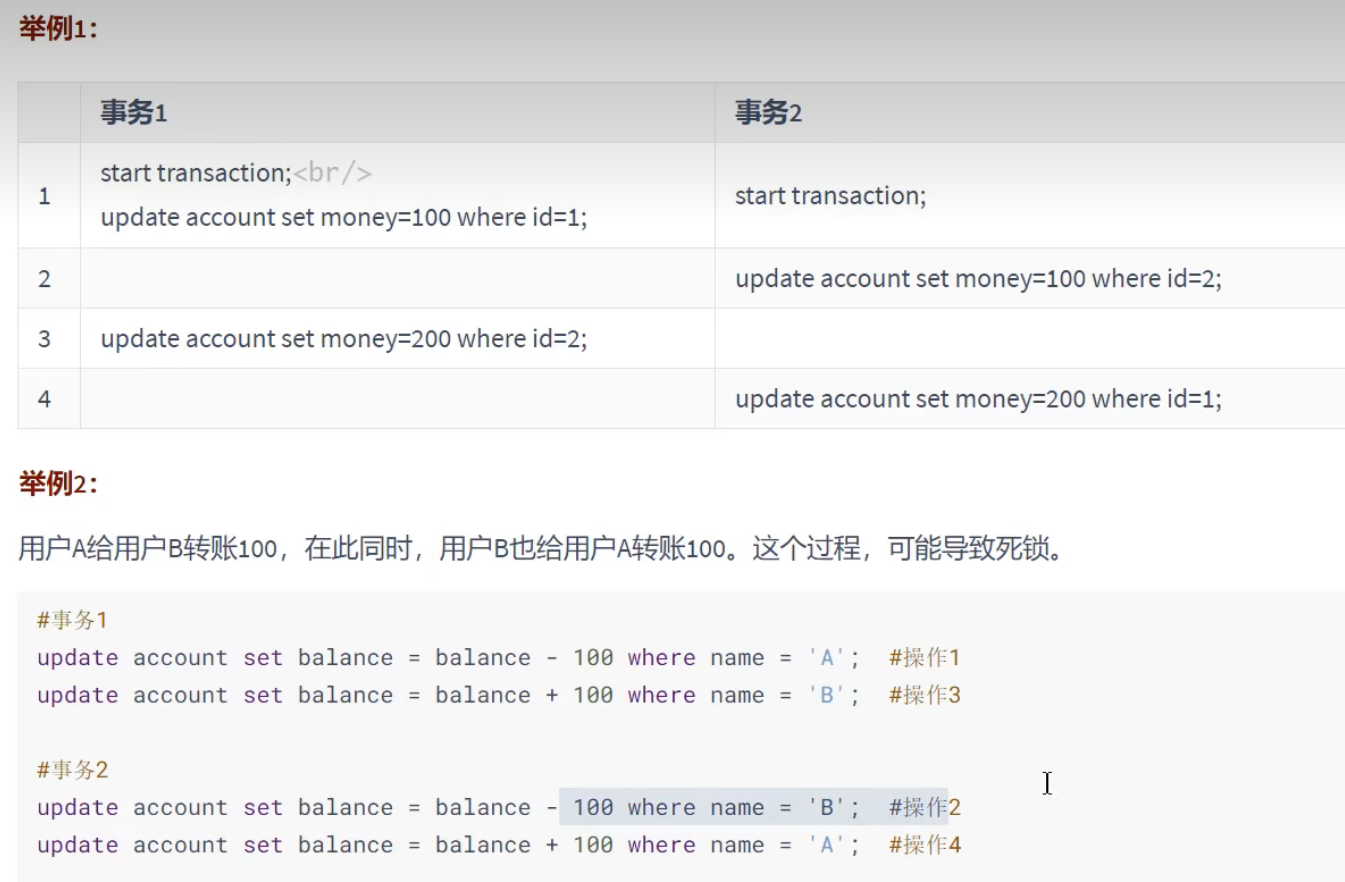 举例1：
事务1 事务2
1 start transaction;<br/> start transaction;
update account set money=100 where id=1;
2 update account set money=100 where id=2;
3 update account set money=200 where id=2;
4 update account set money=200 where id=1;
举例2：
用户A给用户B转账100，在此同时，用户B也给用户A转账100。这个过程，可能导致死锁。
#事务1
update account set balance = balance - 100 where name = 'A'; #操作1
update account set balance = balance + 100 where name = 'B'; #操作3
#事务2
update account set balance = balance - 100 where name = 'B'; #操作2
update account set balance = balance + 100 where name = 'A'; #操作4